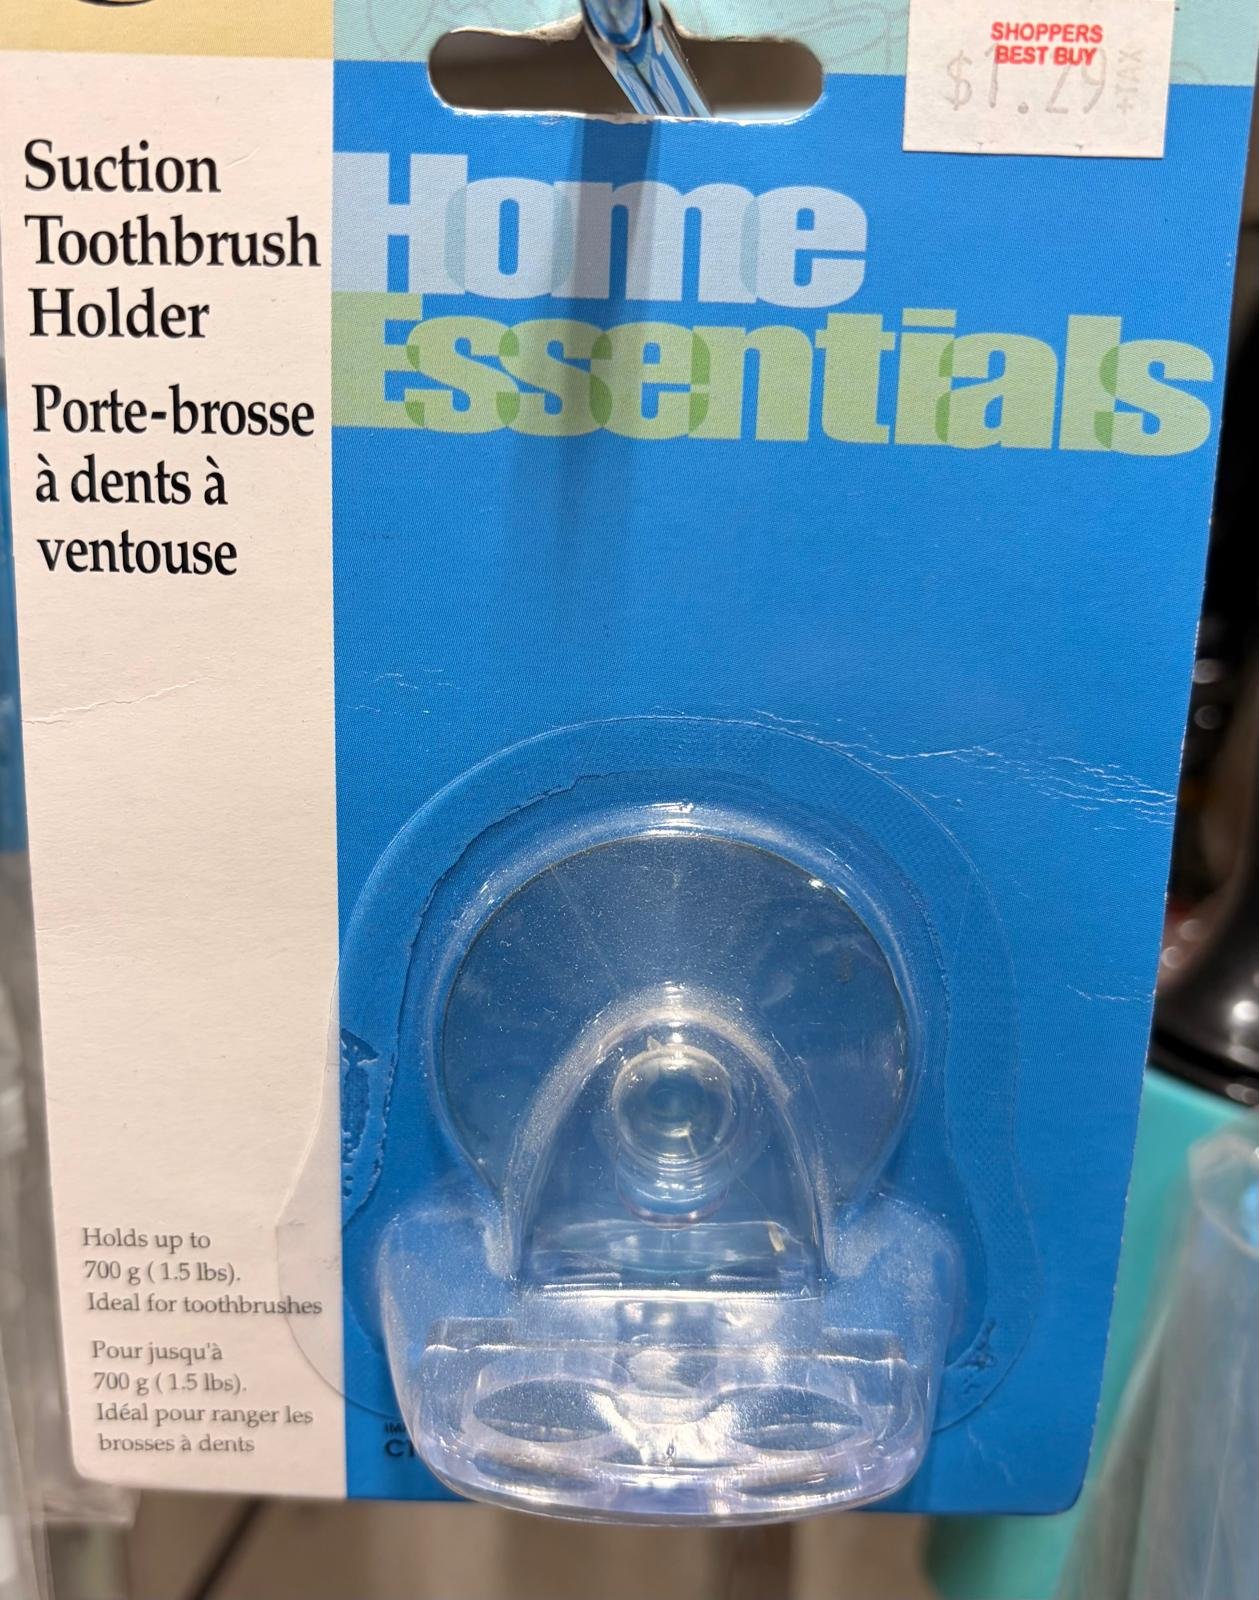 SHOPPERS
BEST BUY
$1.29 +TAX
Home
Essentials
Suction
Toothbrush
Holder
Porte-brosse
à dents à
ventouse
Holds up to
700 g ( 1.5 lbs).
Ideal for toothbrushes
Pour jusqu'à
700 g ( 1.5 lbs).
Idéal pour ranger les
brosses à dents